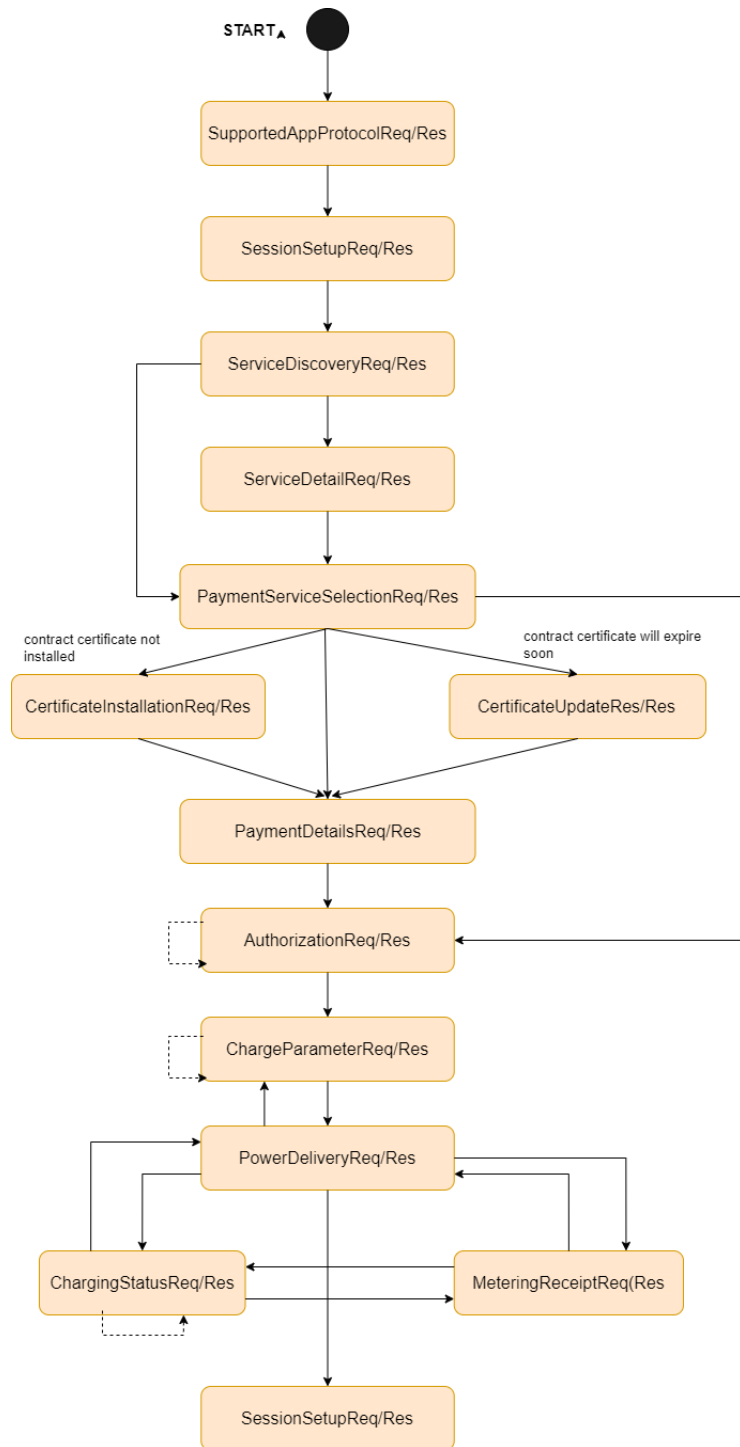 START
SupportedAppProtocolReq/Res
SessionSetupReq/Res
ServiceDiscoveryReq/Res
ServiceDetailReq/Res
PaymentServiceSelectionReq/Res
contract certificate not
installed
contract certificate will expire
soon
CertificateInstallationReq/Res
CertificateUpdateRes/Res
PaymentDetailsReq/Res
AuthorizationReq/Res
ChargeParameterReq/Res
PowerDeliveryReq/Res
ChargingStatusReq/Res
MeteringReceiptReq(Res
SessionSetupReq/Res